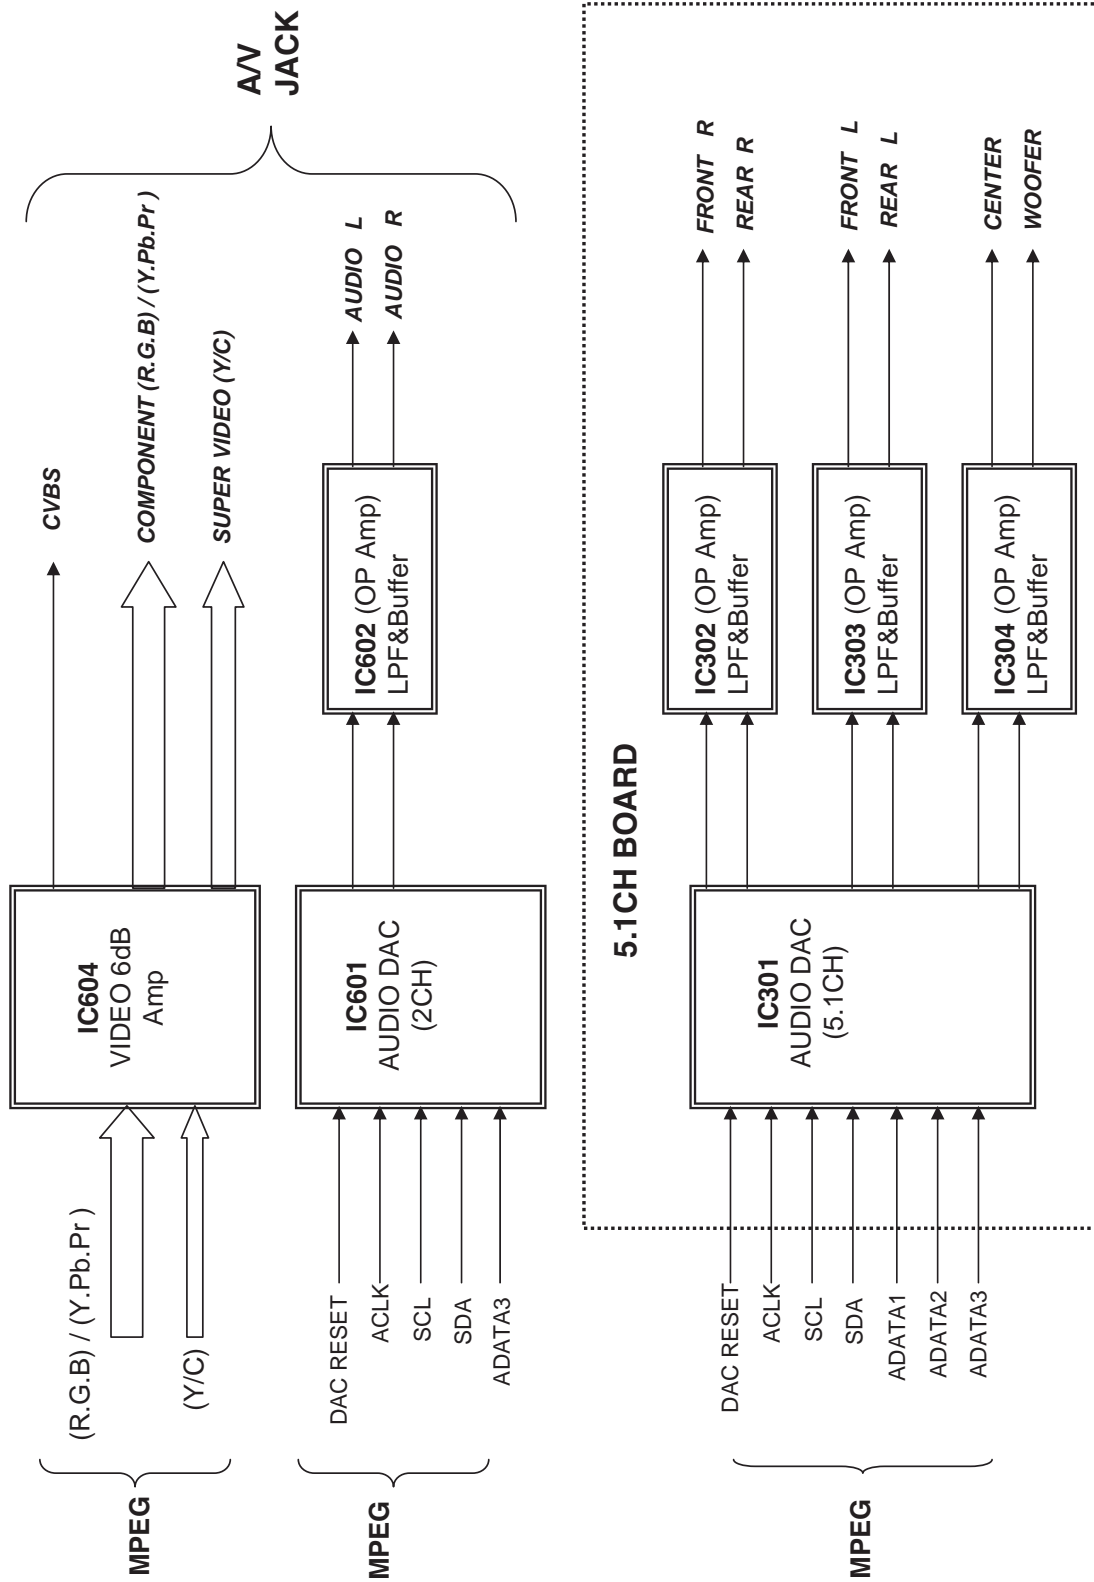 MPEG
(R.G.B) / (Y.Pb.Pr )
(Y/C)
IC604
VIDEO 6dB
Amp
CVBS
COMPONENT (R.G.B) / (Y.Pb.Pr )
SUPER VIDEO (Y/C)
A/V
JACK
MPEG
DAC RESET
ACLK
SCL
SDA
ADATA3
IC601
AUDIO DAC
(2CH)
IC602 (OP Amp)
LPF&Buffer
AUDIO L
AUDIO R
5.1CH BOARD
MPEG
DAC RESET
ACLK
SCL
SDA
ADATA1
ADATA2
ADATA3
IC301
AUDIO DAC
(5.1CH)
IC302 (OP Amp)
LPF&Buffer
FRONT R
REAR R
IC303 (OP Amp)
LPF&Buffer
FRONT L
REAR L
IC304 (OP Amp)
LPF&Buffer
CENTER
WOOFER